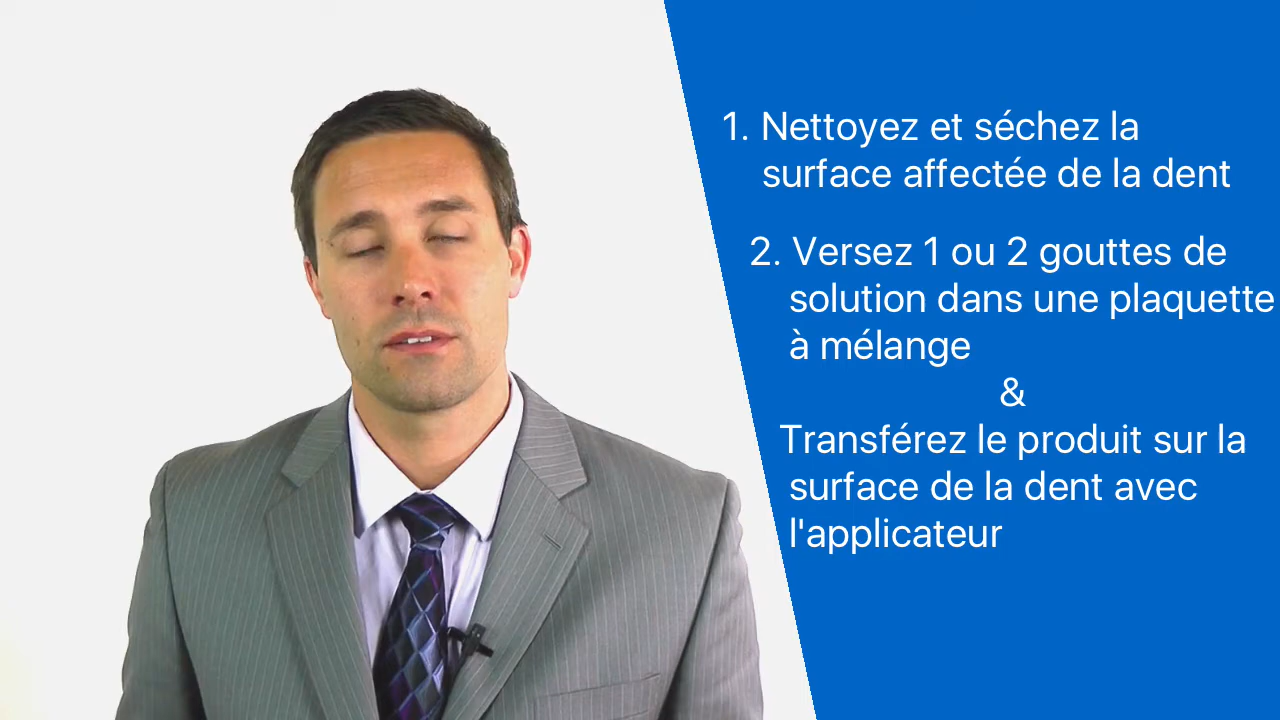 1. Nettoyez et séchez la
surface affectée de la dent
2. Versez 1 ou 2 gouttes de
solution dans une plaquette
à mélange
&
Transférez le produit sur la
surface de la dent avec
l'applicateur